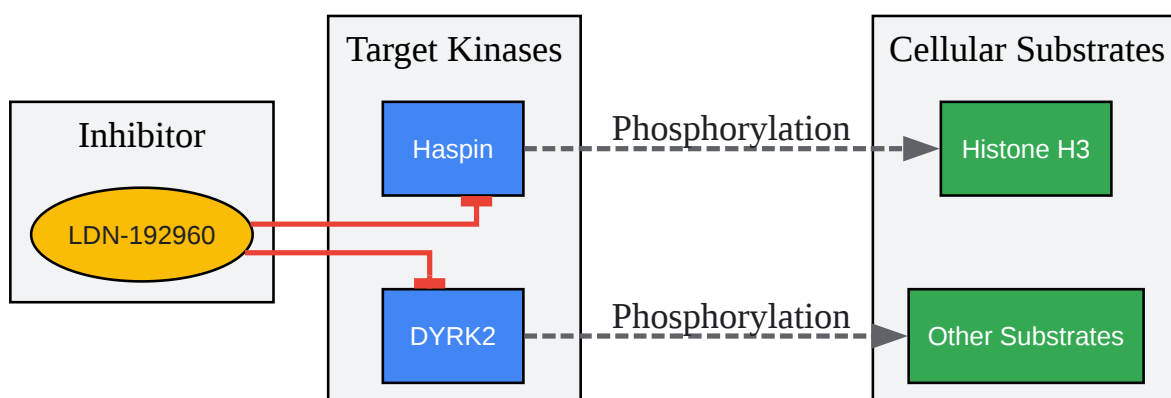 Inhibitor
LDN-192960
Target Kinases
Haspin
DYRK2
Phosphorylation
Phosphorylation
Cellular Substrates
Histone H3
Other Substrates